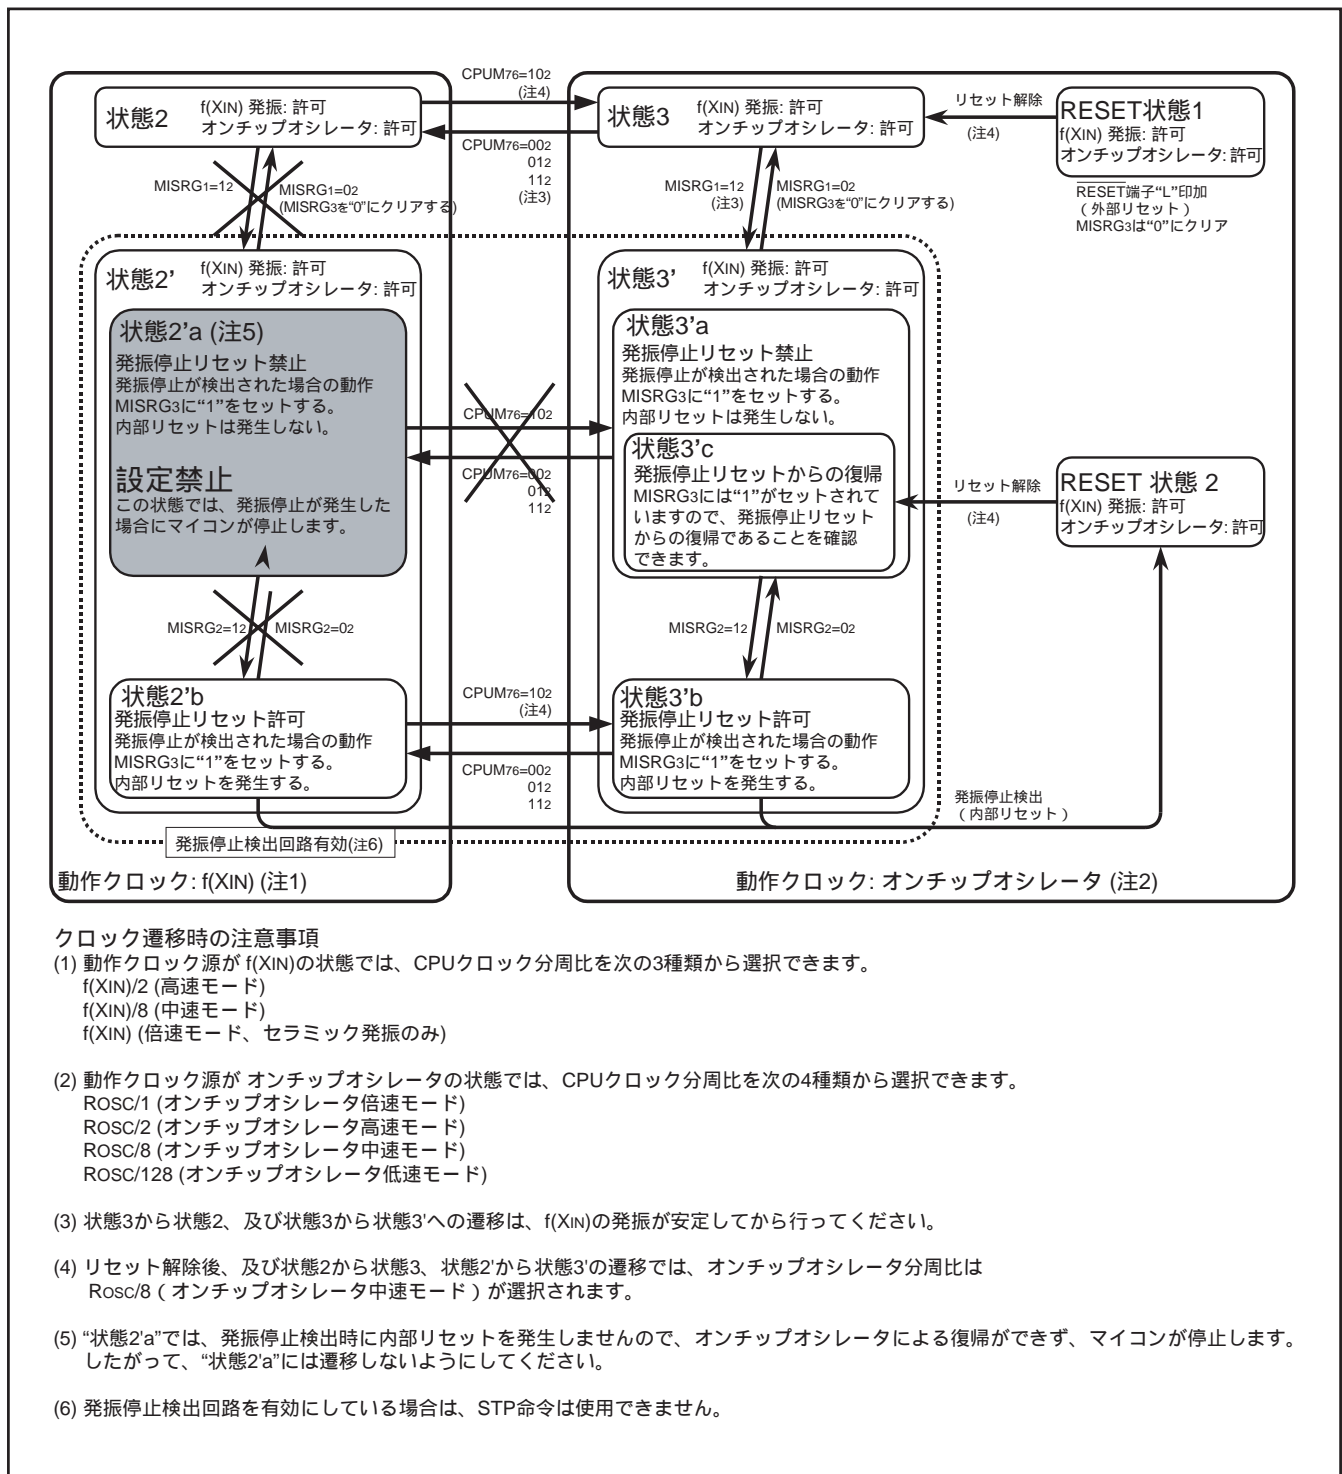 CPUM76=102
(注4)
状態2
f(XIN) 発振: 許可
オンチップオシレータ: 許可
状態3
f(XIN) 発振: 許可
オンチップオシレータ: 許可
リセット解除
(注4)
RESET状態1
f(XIN) 発振: 許可
オンチップオシレータ: 許可
CPUM76=002
012
112
(注3)
MISRG1=12
MISRG1=02
(MISRG3を“0”にクリアする)
MISRG1=12
(注3)
MISRG1=02
(MISRG3を“0”にクリアする)
RESET端子“L”印加
(外部リセット)
MISRG3は“0”にクリア
状態2'
f(XIN) 発振: 許可
オンチップオシレータ: 許可
状態3'
f(XIN) 発振: 許可
オンチップオシレータ: 許可
状態2'a (注5)
発振停止リセット禁止
発振停止が検出された場合の動作
MISRG3に“1”をセットする。
内部リセットは発生しない。
設定禁止
この状態では、発振停止が発生した
場合にマイコンが停止します。
CPUM76=102
CPUM76=002
012
112
状態3'a
発振停止リセット禁止
発振停止が検出された場合の動作
MISRG3に“1”をセットする。
内部リセットは発生しない。
状態3'c
発振停止リセットからの復帰
MISRG3には“1”がセットされて
いますので、発振停止リセット
からの復帰であることを確認
できます。
リセット解除
(注4)
RESET 状態 2
f(XIN) 発振: 許可
オンチップオシレータ: 許可
MISRG2=12
MISRG2=02
MISRG2=12
MISRG2=02
状態2'b
発振停止リセット許可
発振停止が検出された場合の動作
MISRG3に“1”をセットする。
内部リセットを発生する。
CPUM76=102
(注4)
CPUM76=002
012
112
状態3'b
発振停止リセット許可
発振停止が検出された場合の動作
MISRG3に“1”をセットする。
内部リセットを発生する。
発振停止検出
(内部リセット)
発振停止検出回路有効(注6)
動作クロック: f(XIN) (注1)
動作クロック: オンチップオシレータ (注2)
クロック遷移時の注意事項
(1) 動作クロック源が f(XIN)の状態では、CPUクロック分周比を次の3種類から選択できます。
f(XIN)/2 (高速モード)
f(XIN)/8 (中速モード)
f(XIN) (倍速モード、セラミック発振のみ)
(2) 動作クロック源が オンチップオシレータの状態では、CPUクロック分周比を次の4種類から選択できます。
ROSC/1 (オンチップオシレータ倍速モード)
ROSC/2 (オンチップオシレータ高速モード)
ROSC/8 (オンチップオシレータ中速モード)
ROSC/128 (オンチップオシレータ低速モード)
(3) 状態3から状態2、及び状態3から状態3'への遷移は、f(XIN)の発振が安定してから行ってください。
(4) リセット解除後、及び状態2から状態3、状態2'から状態3'の遷移では、オンチップオシレータ分周比は
Rosc/8(オンチップオシレータ中速モード)が選択されます。
(5) “状態2'a”では、発振停止検出時に内部リセットを発生しませんので、オンチップオシレータによる復帰ができず、マイコンが停止します。
したがって、“状態2'a”には遷移しないようにしてください。
(6) 発振停止検出回路を有効にしている場合は、STP命令は使用できません。